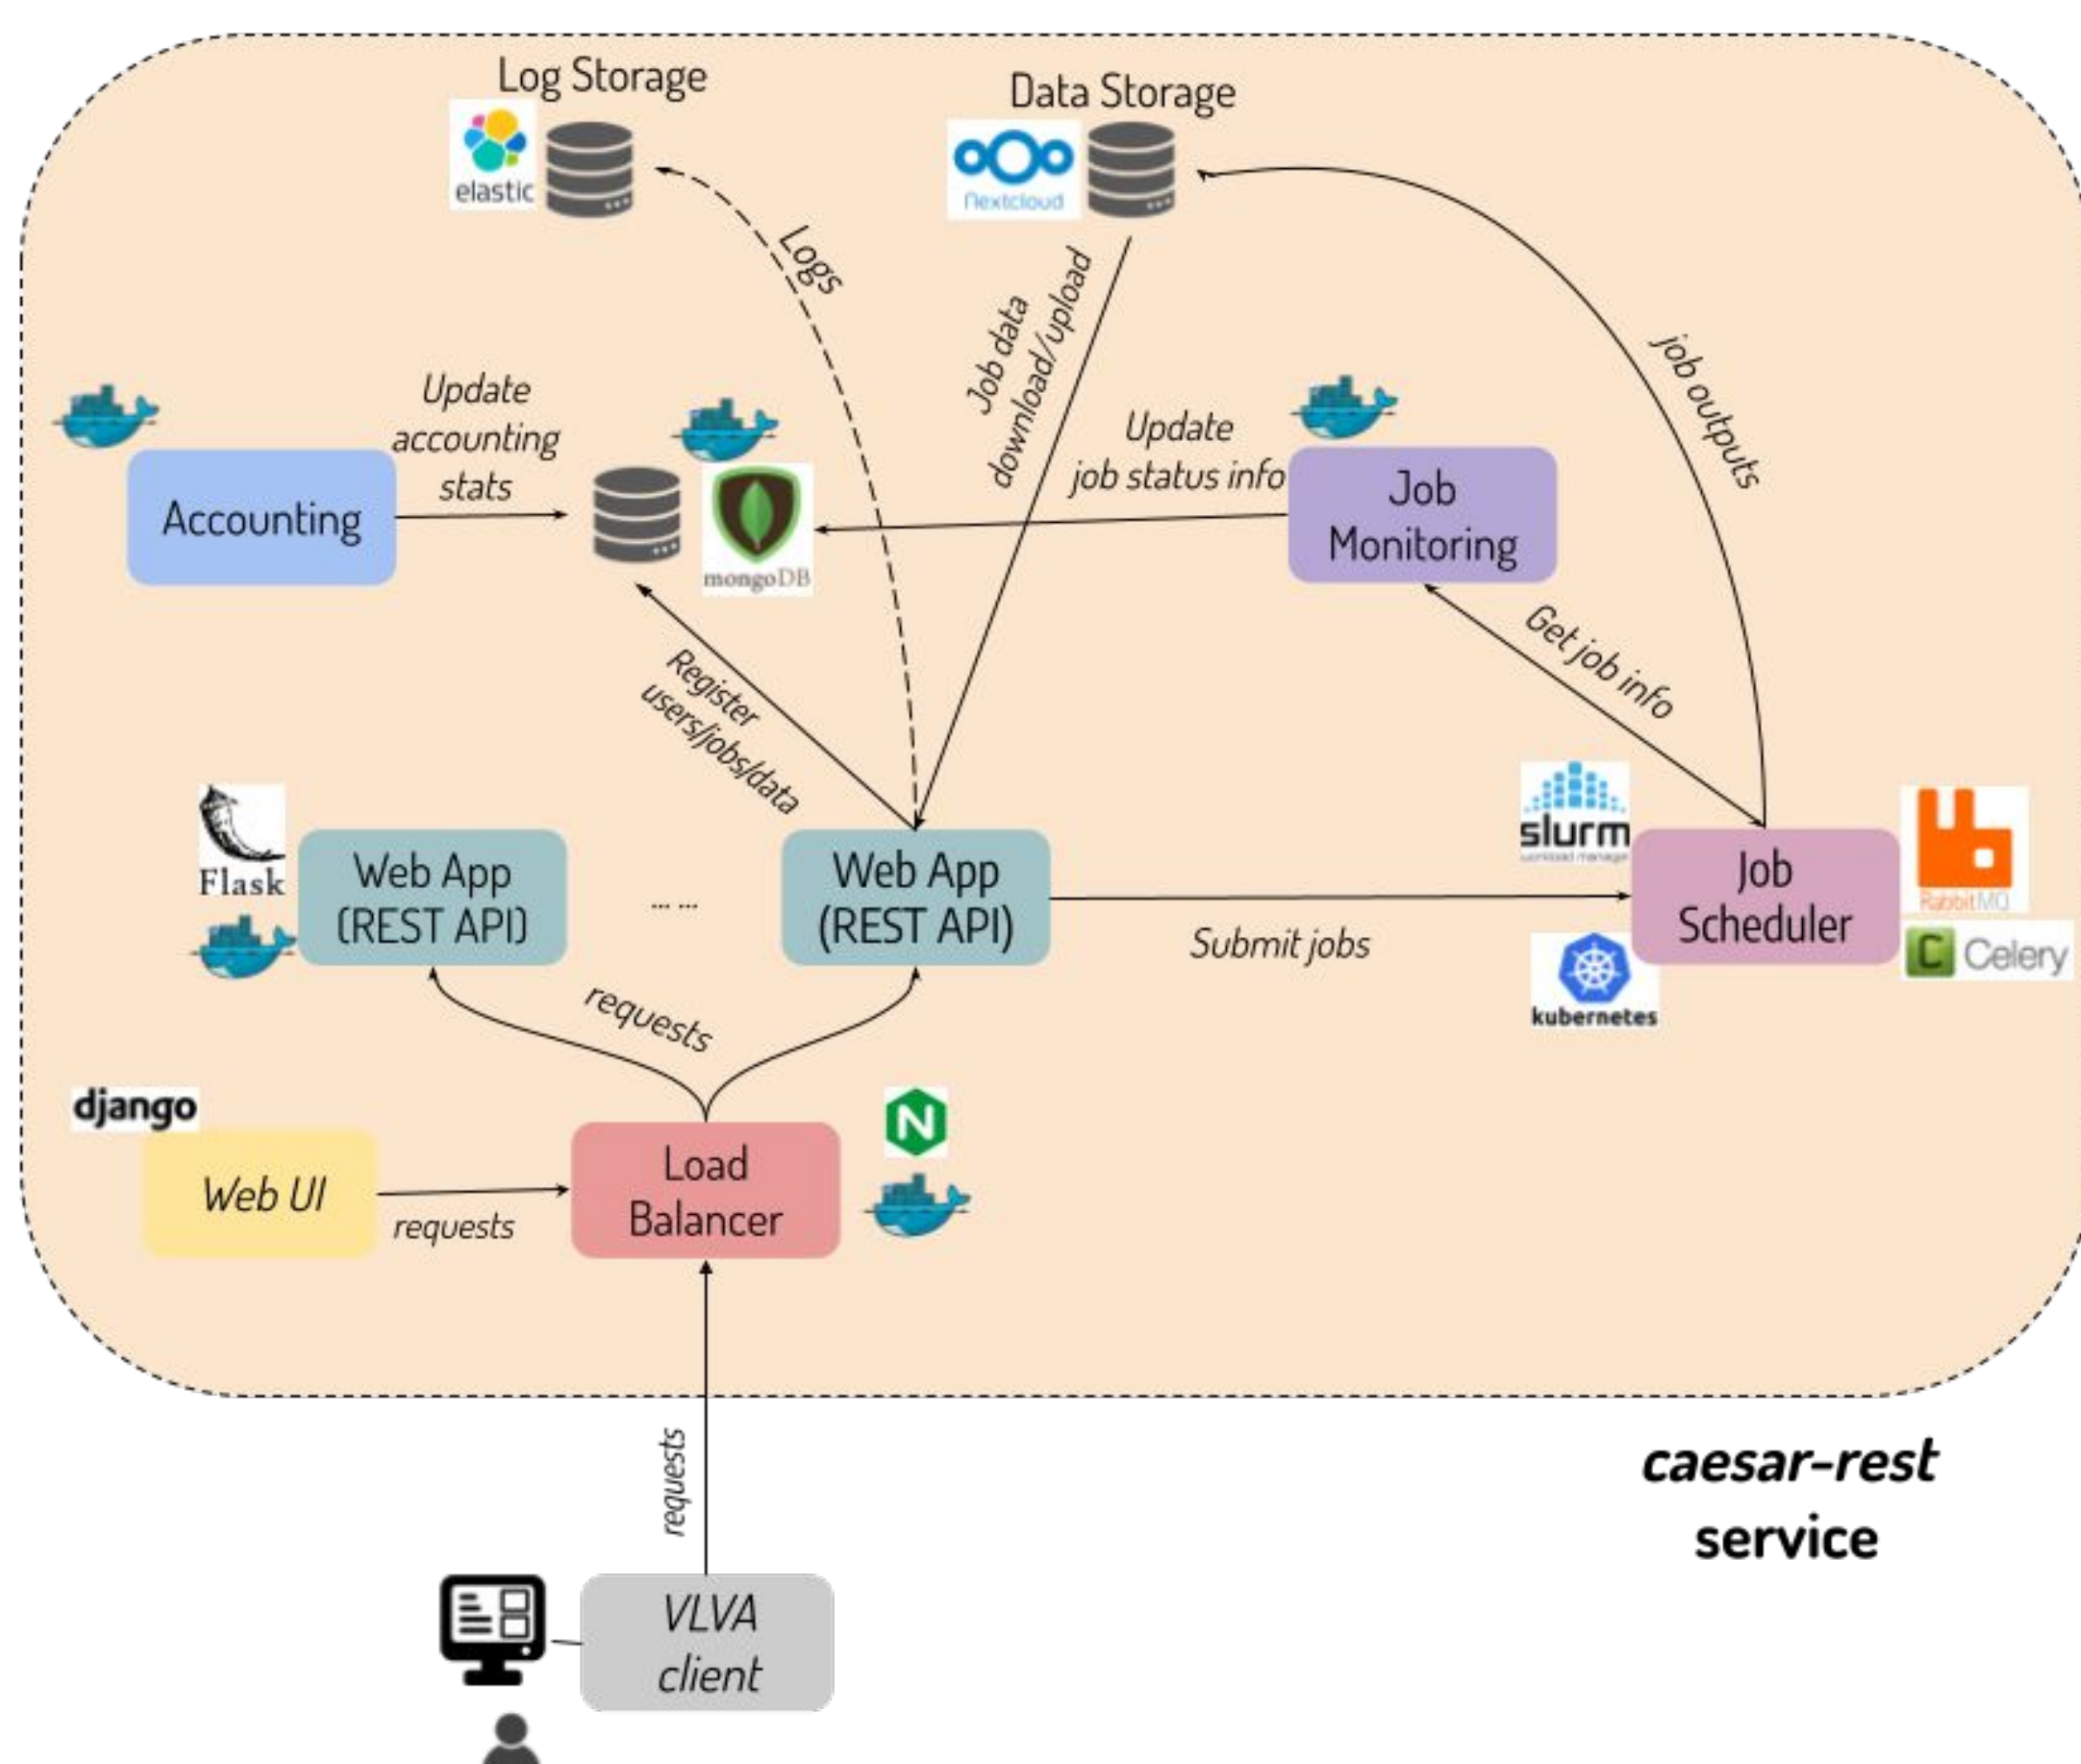 Log Storage
elastic
Data Storage
nextcloud
Logs
Job data
download/upload
job outputs
Update
accounting
stats
Accounting
mongoDB
Update
job status info
Job
Monitoring
Get job info
Register
users/jobs/data
Flask
Web App
(REST API)
... ...
Web App
(REST API)
Submit jobs
slurm
workload manager
kubernetes
Job
Scheduler
RabbitMQ
C Celery
requests
django
Web UI
requests
Load
Balancer
N
requests
caesar-rest
service
VLVA
client